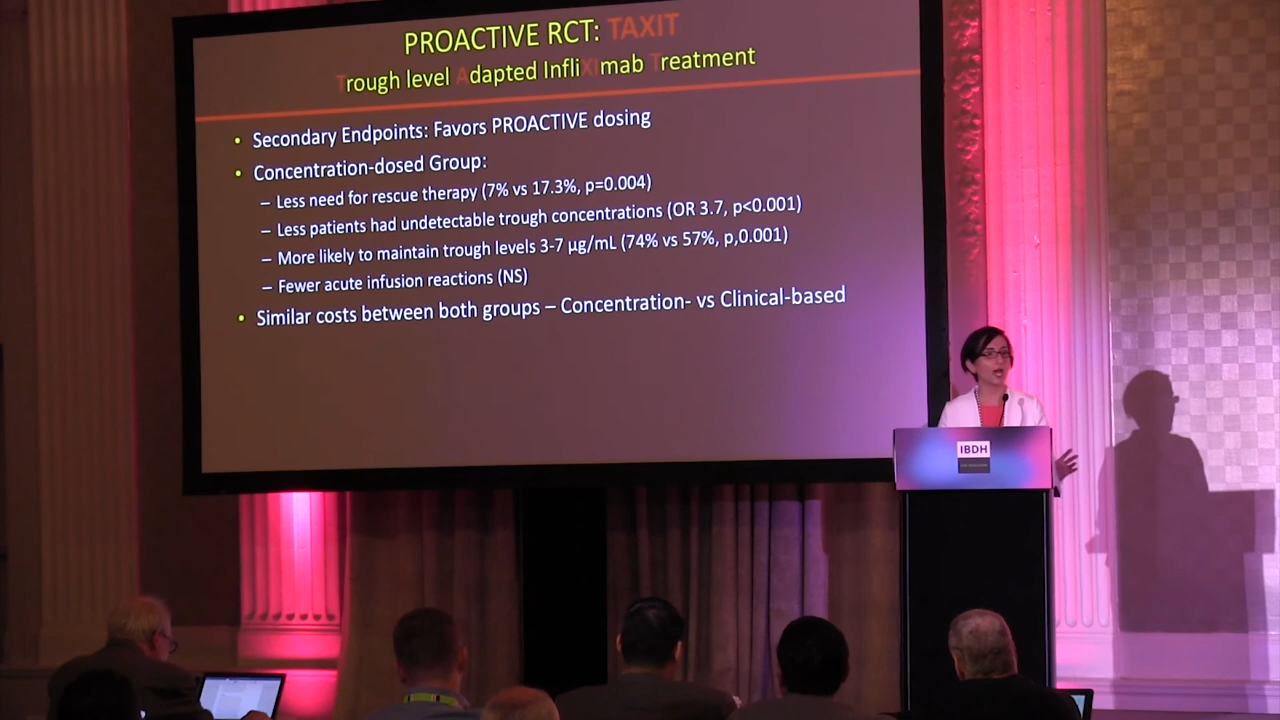 PROACTIVE RCT: TAXIT
Trough level Adapted InfliXImab Treatment
• Secondary Endpoints: Favors PROACTIVE dosing
• Concentration-dosed Group:
– Less need for rescue therapy (7% vs 17.3%, p=0.004)
– Less patients had undetectable trough concentrations (OR 3.7, p<0.001)
– More likely to maintain trough levels 3-7 µg/mL (74% vs 57%, p,0.001)
– Fewer acute infusion reactions (NS)
• Similar costs between both groups – Concentration- vs Clinical-based
IBDH